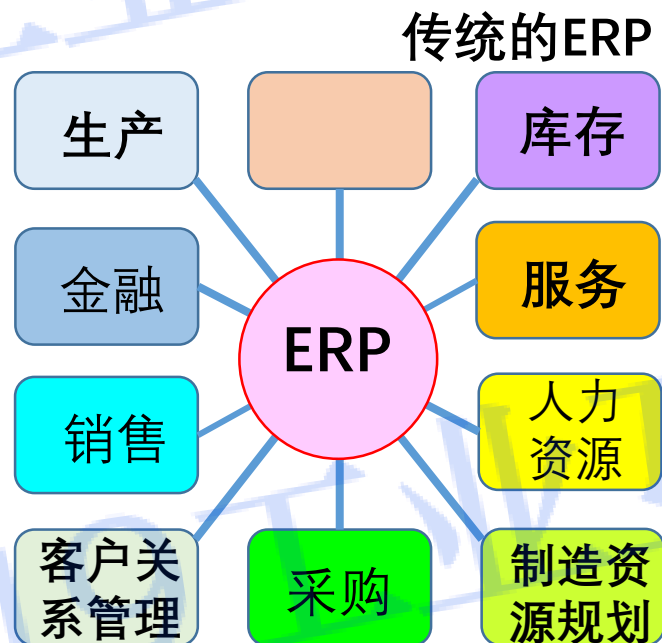 传统的ERP
生产
库存
金融
服务
ERP
销售
人力
资源
客户关
系管理
采购
制造资
源规划